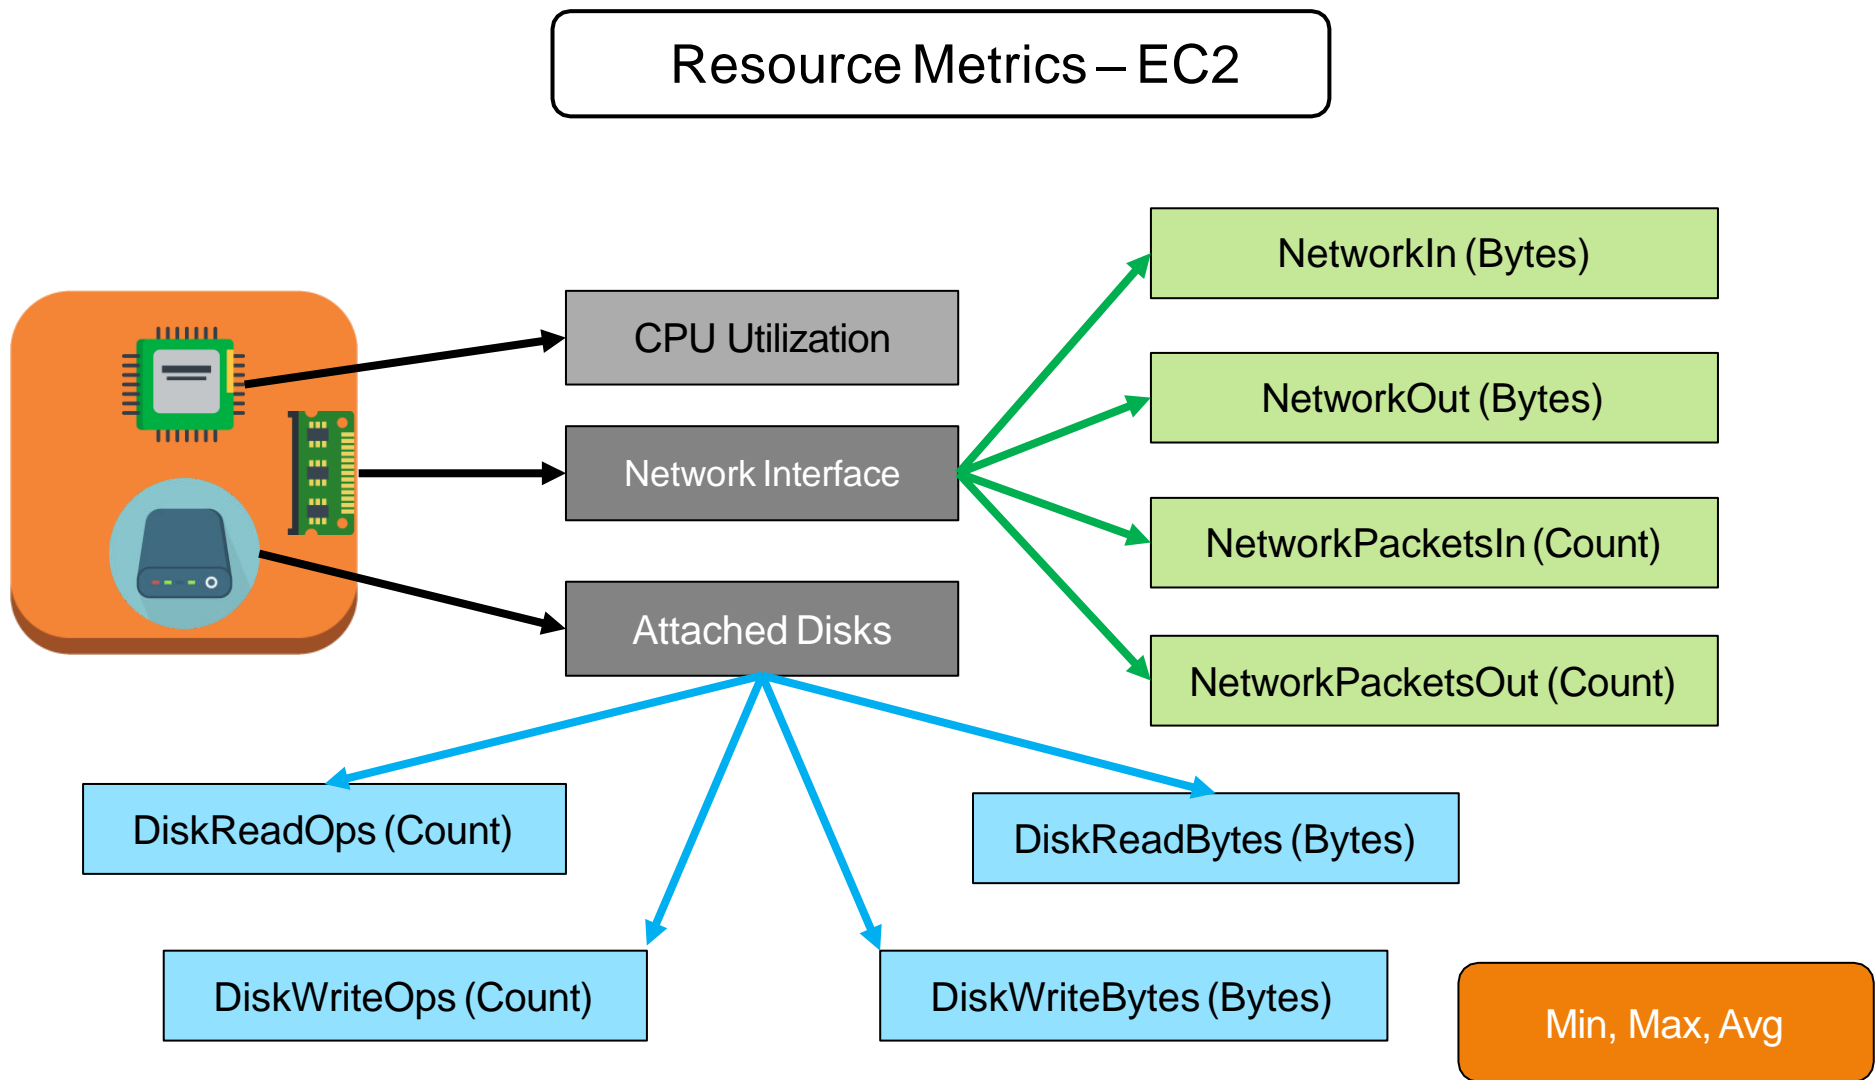 Resource Metrics – EC2
CPU Utilization
Network Interface
Attached Disks
NetworkIn (Bytes)
NetworkOut (Bytes)
NetworkPacketsIn (Count)
NetworkPacketsOut (Count)
DiskReadOps (Count)
DiskReadBytes (Bytes)
DiskWriteOps (Count)
DiskWriteBytes (Bytes)
Min, Max, Avg